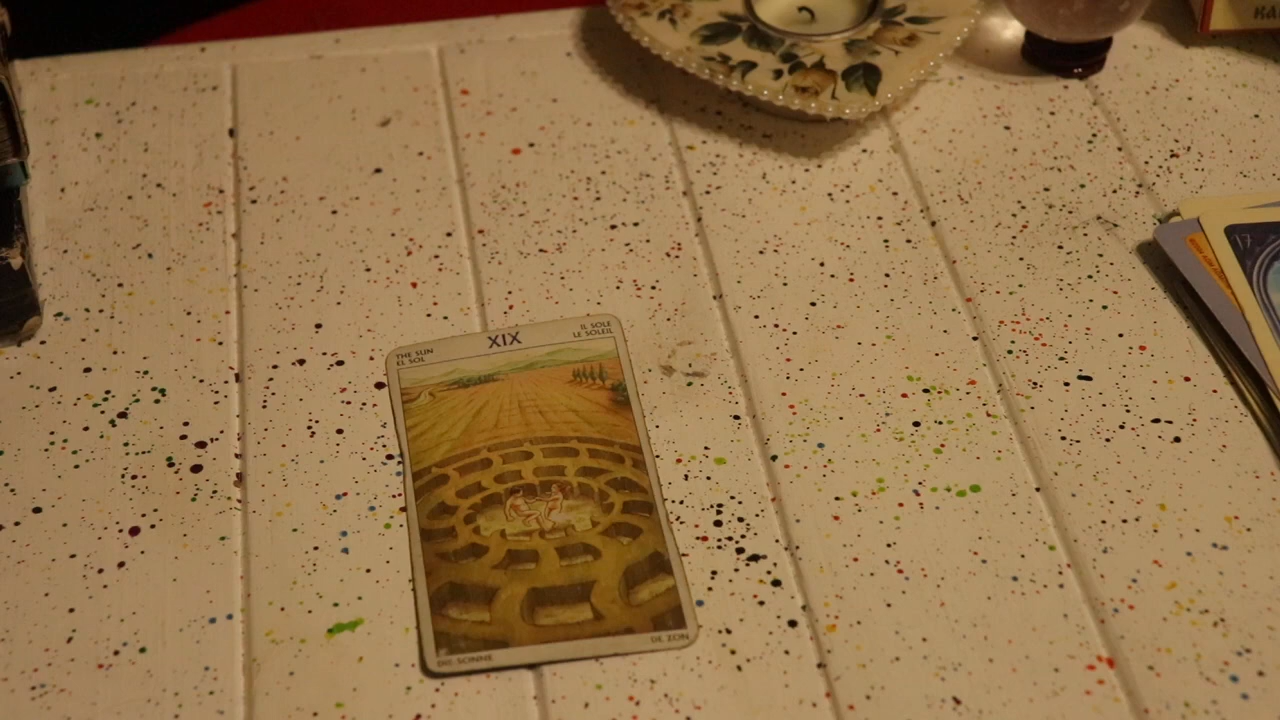 XIX
THE SUN
EL SOL
IL SOLE
LE SOLEIL
DIE SONNE
DE ZON
17